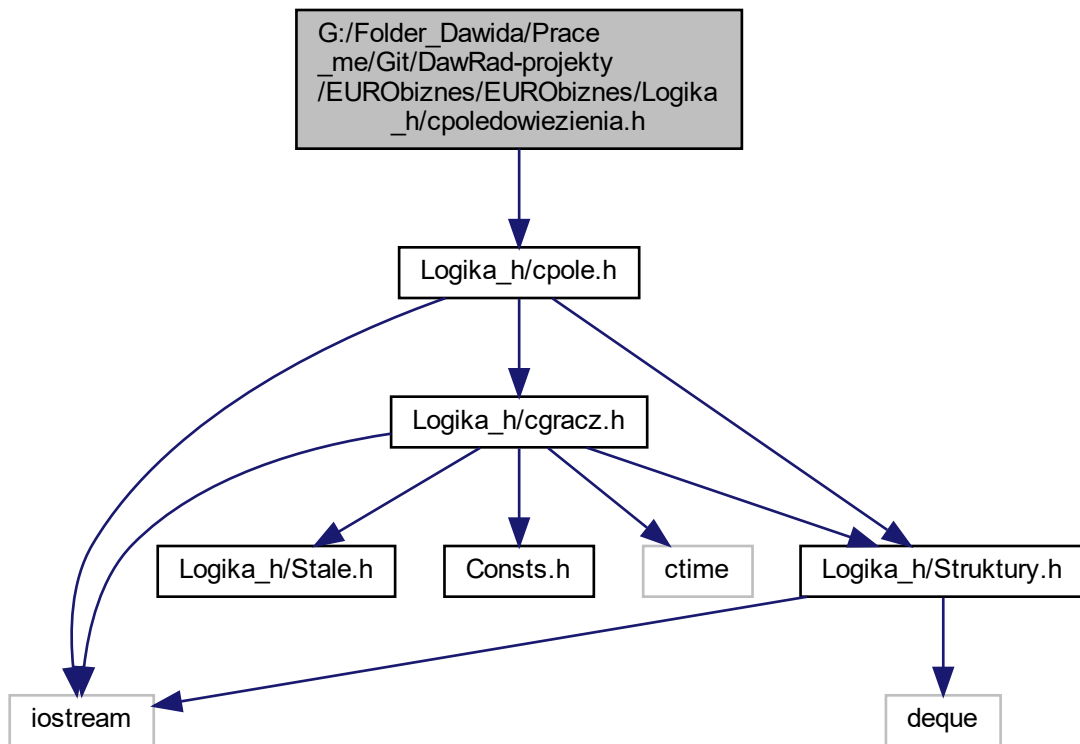 G:/Folder_Dawida/Prace
_me/Git/DawRad-projekty
/EURObiznes/EURObiznes/Logika
_h/cpoledowiezienia.h
Logika_h/cpole.h
Logika_h/cgracz.h
Logika_h/Stale.h
Consts.h
ctime
Logika_h/Struktury.h
iostream
deque